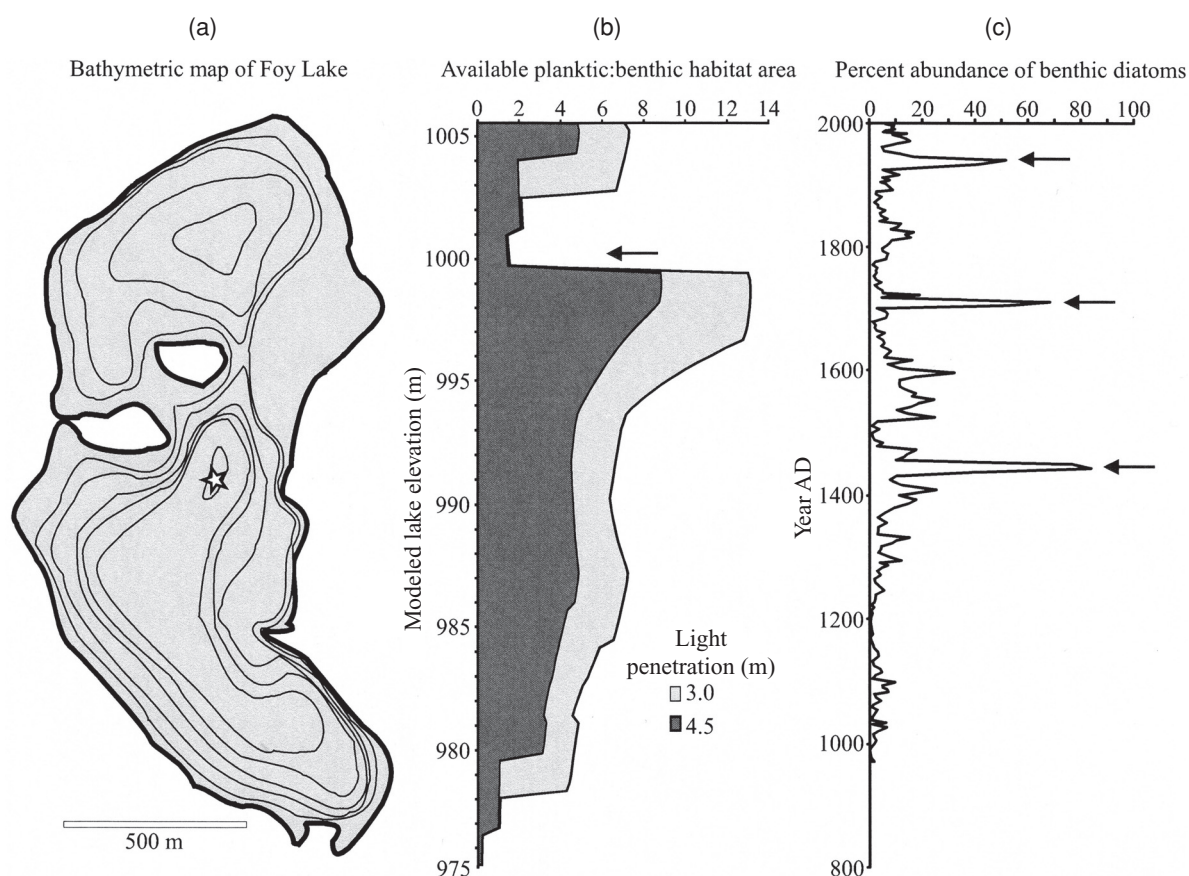 (a)
Bathymetric map of Foy Lake
500 m
(b)
Available planktic:benthic habitat area
0 2 4 6 8 10 12 14
Modeled lake elevation (m)
1005
1000
995
990
985
980
975
Light
penetration (m)
3.0
4.5
(c)
Percent abundance of benthic diatoms
0 20 40 60 80 100
Year AD
2000
1800
1600
1400
1200
1000
800